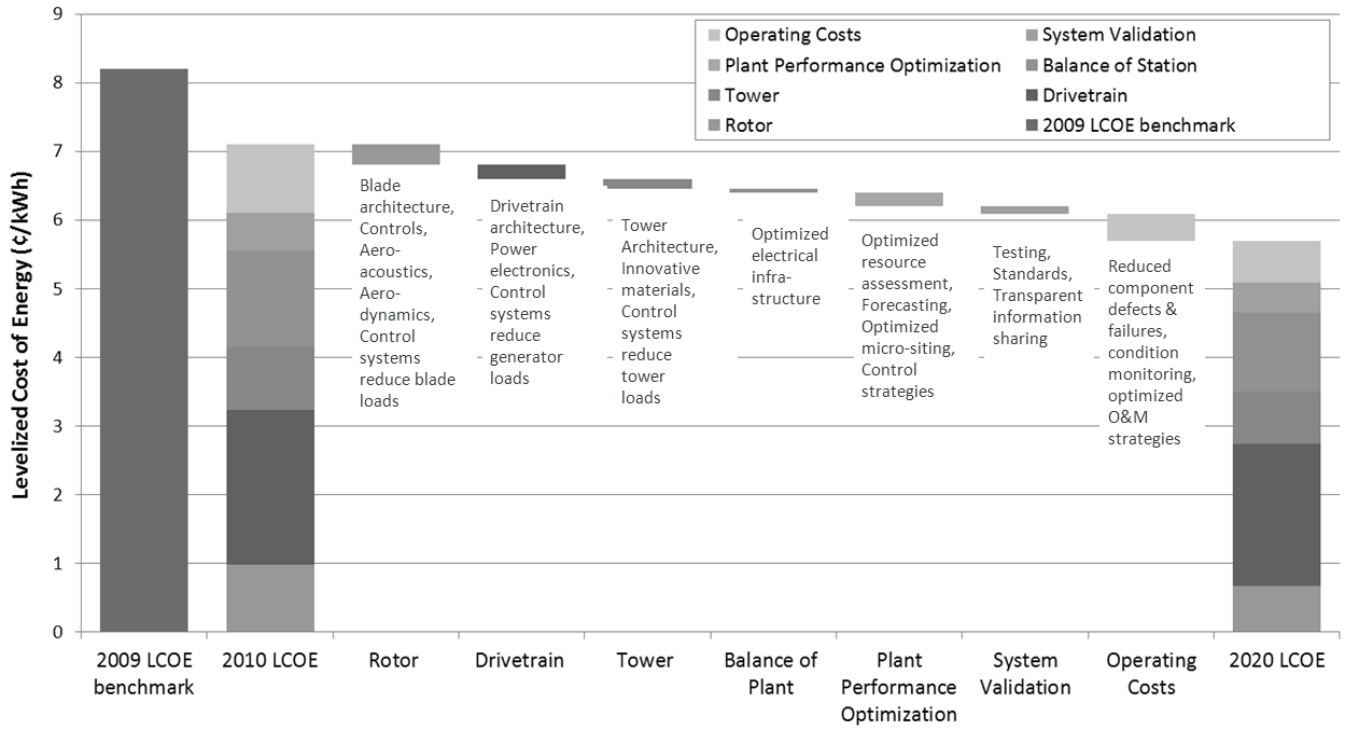 Levelized Cost of Energy (¢/kWh)
9
8
7
6
5
4
3
2
1
0
Operating Costs
System Validation
Plant Performance Optimization
Balance of Station
Tower
Drivetrain
Rotor
2009 LCOE benchmark
Blade
architecture,
Controls,
Aero-
acoustics,
Aero-
dynamics,
Control
systems
reduce blade
loads
Drivetrain
architecture,
Power
electronics,
Control
systems
reduce
generator
loads
Tower
Architecture,
Innovative
materials,
Control
systems
reduce
tower
loads
Optimized
electrical
infra-
structure
Optimized
resource
assessment,
Forecasting,
Optimized
micro-siting,
Control
strategies
Testing,
Standards,
Transparent
information
sharing
Reduced
component
defects &
failures,
condition
monitoring,
optimized
O&M
strategies
2009 LCOE
benchmark
2010 LCOE
Rotor
Drivetrain
Tower
Balance of
Plant
Plant
Performance
Optimization
System
Validation
Operating
Costs
2020 LCOE